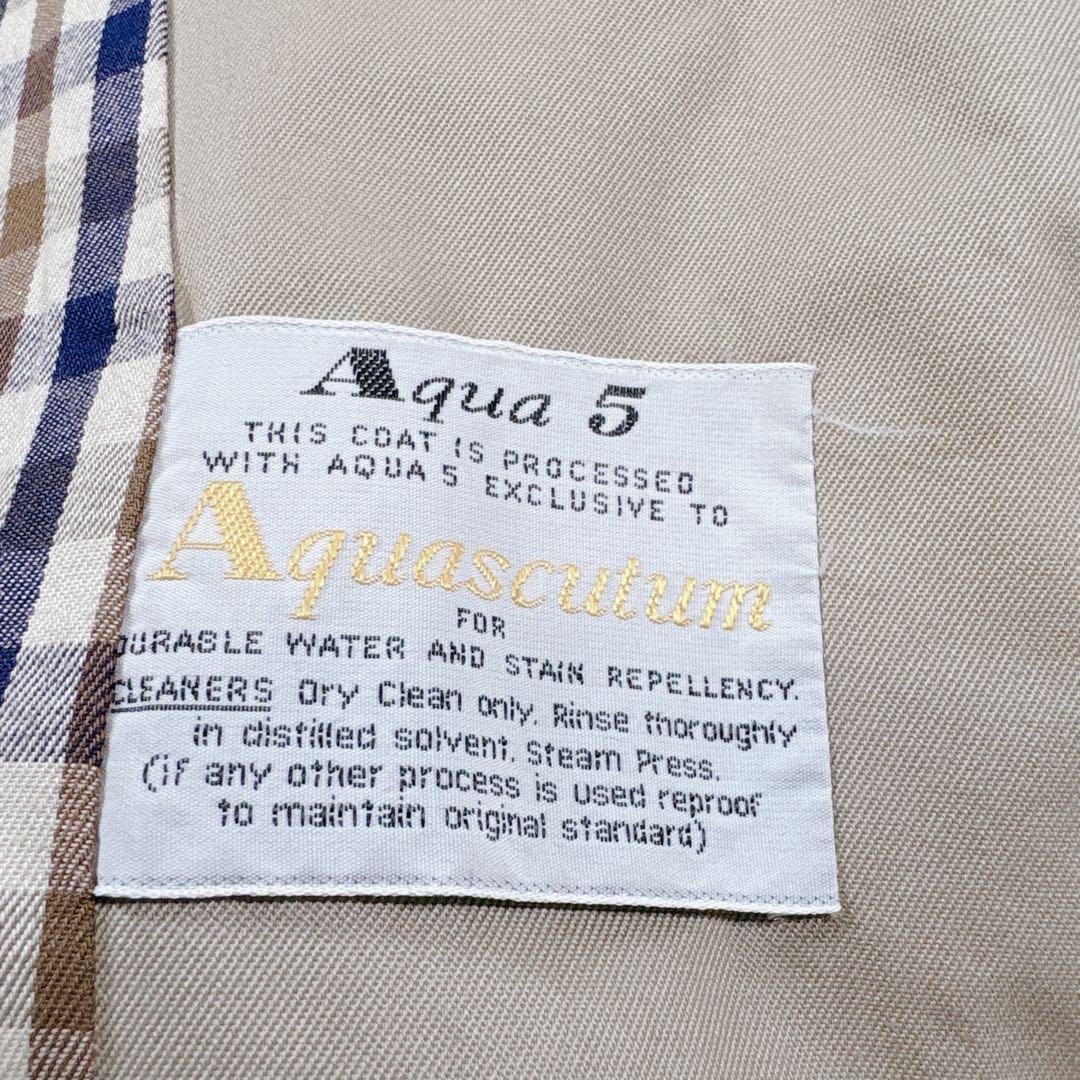 Aqua 5
THIS COAT IS PROCESSED
WITH AQUA 5 EXCLUSIVE TO
Aquascutum
FOR
DURABLE WATER AND STAIN REPELLENCY.
CLEANERS Dry Clean only. Rinse thoroughly
in distilled solvent. Steam Press.
(if any other process is used reproof
to maintain original standard)